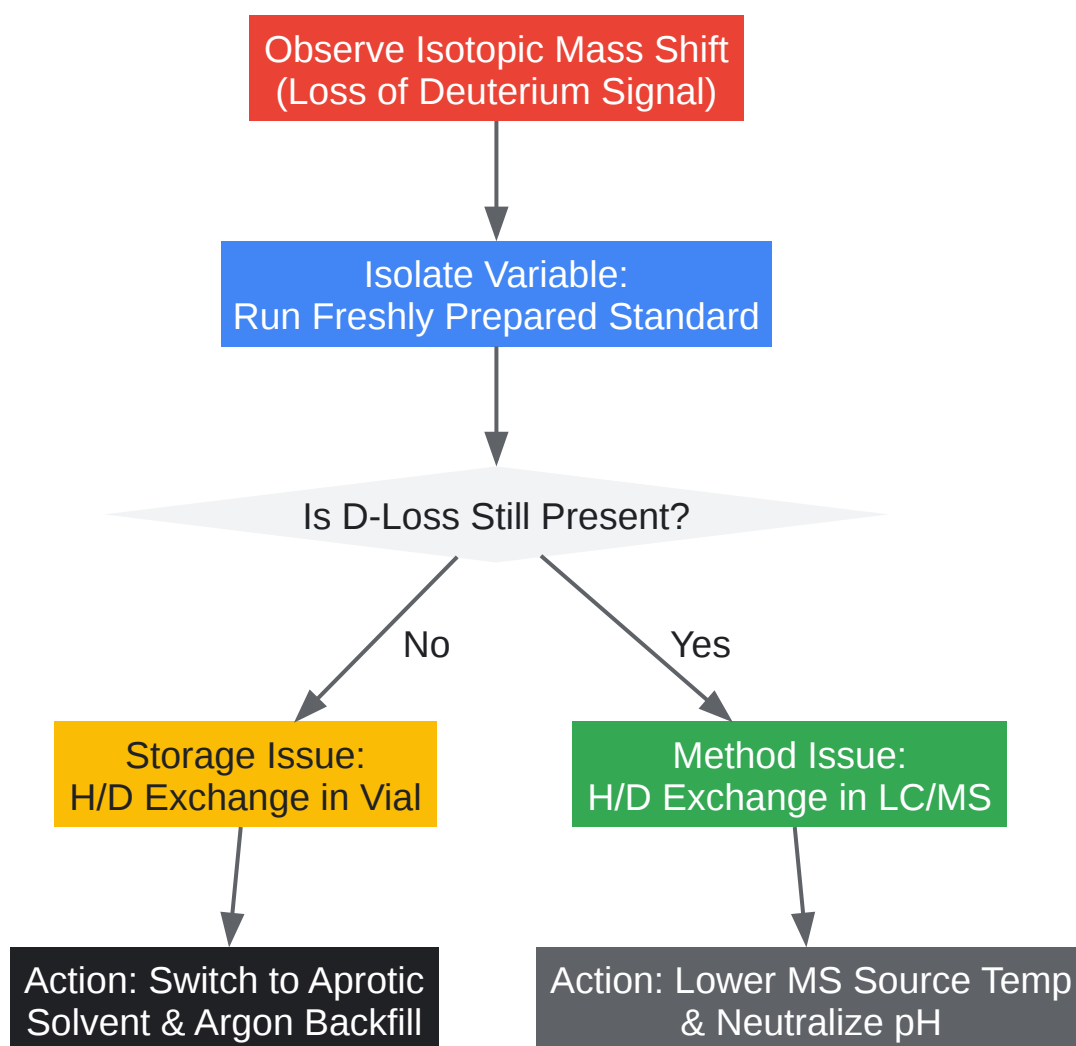 Observe Isotopic Mass Shift
(Loss of Deuterium Signal)
Isolate Variable:
Run Freshly Prepared Standard
Is D-Loss Still Present?
No
Yes
Storage Issue:
H/D Exchange in Vial
Method Issue:
H/D Exchange in LC/MS
Action: Switch to Aprotic
Solvent & Argon Backfill
Action: Lower MS Source Temp
& Neutralize pH